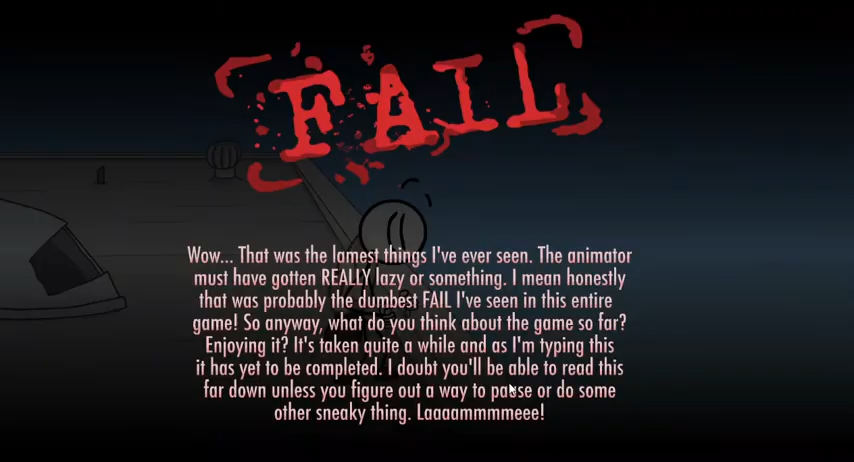 FAIL
Wow... That was the lamest things I've ever seen. The animator
must have gotten REALLY lazy or something. I mean honestly
that was probably the dumbest FAIL I've seen in this entire
game! So anyway, what do you think about the game so far?
Enjoying it? It's taken quite a while and as I'm typing this
it has yet to be completed. I doubt you'll be able to read this
far down unless you figure out a way to pause or do some
other sneaky thing. Laaaammmmeee!